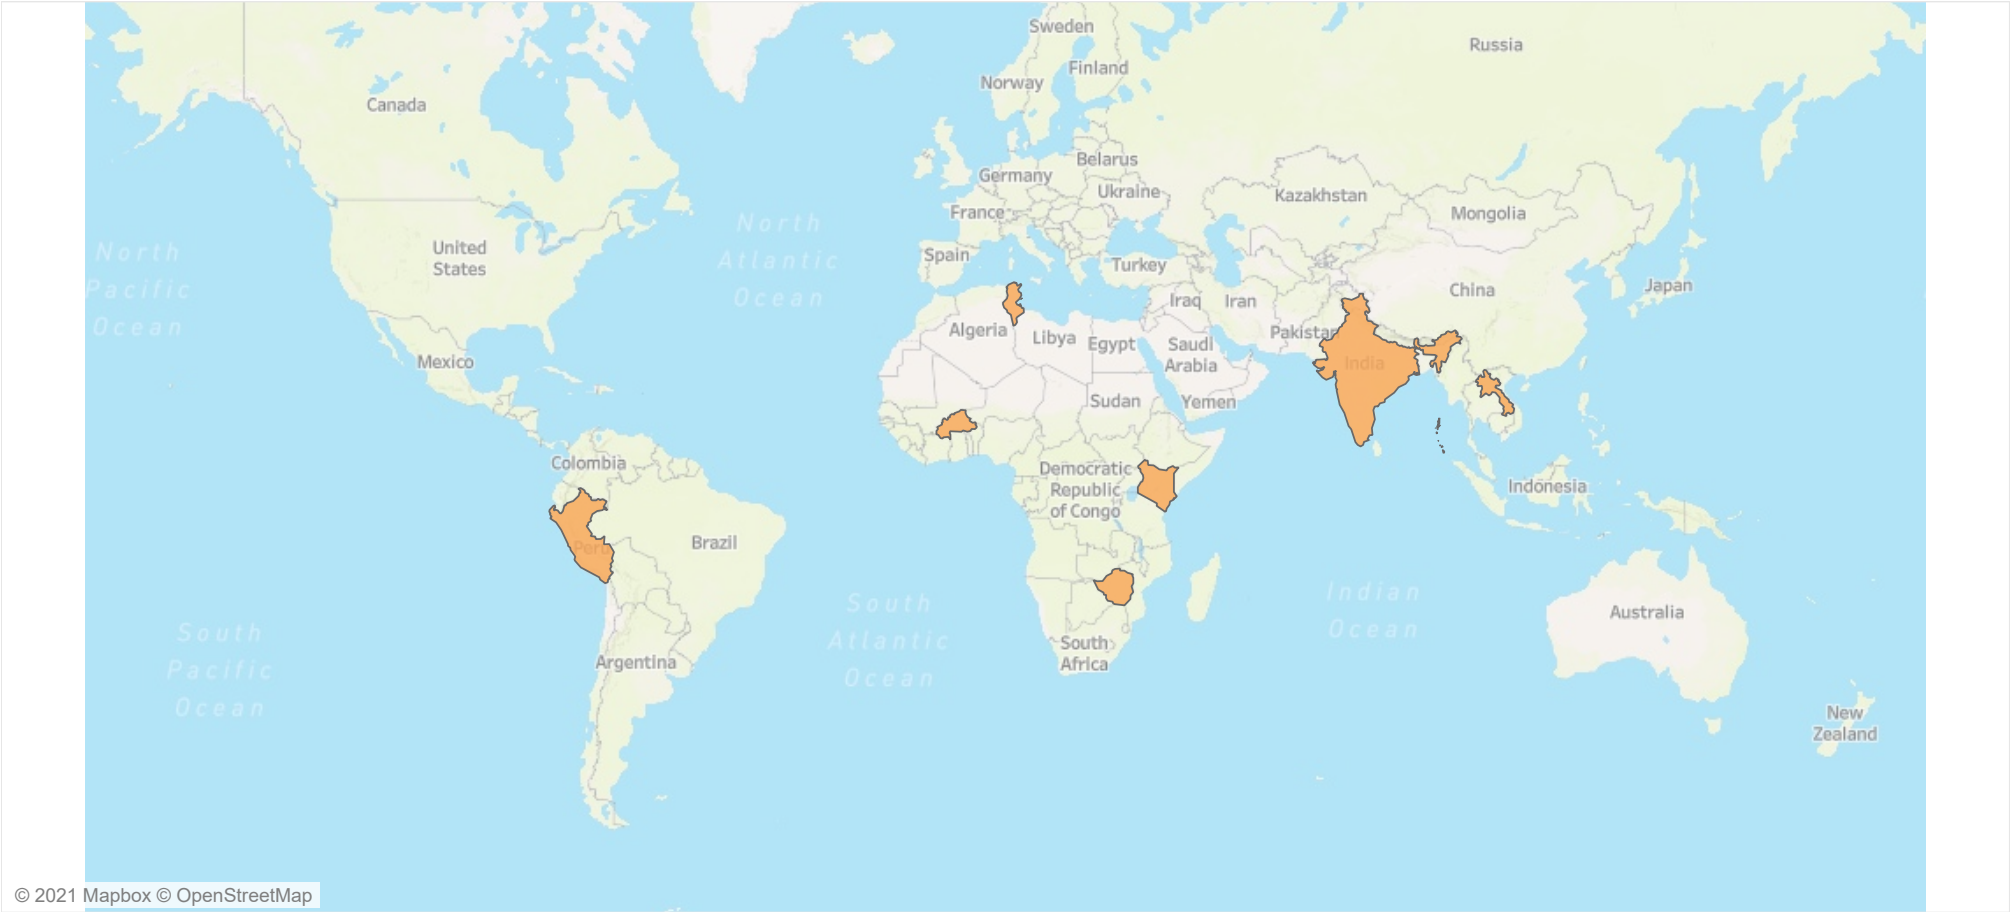 Sweden
Russia
Finland
Norway
Canada
Belarus
Germany
Ukraine
Kazakhstan
France
Mongolia
North
Atlantic
Ocean
North
Pacific
Ocean
United
States
Spain
Turkey
China
Japan
Iraq
Iran
Algeria
Libya
Egypt
Pakistan
Saudi
Arabia
India
Mexico
Sudan
Yemen
Colombia
Democratic
Republic
of Congo
Indonesia
Peru
Brazil
South
Atlantic
Ocean
Indian
Ocean
Australia
South
Pacific
Ocean
South
Africa
Argentina
New
Zealand
© 2021 Mapbox © OpenStreetMap